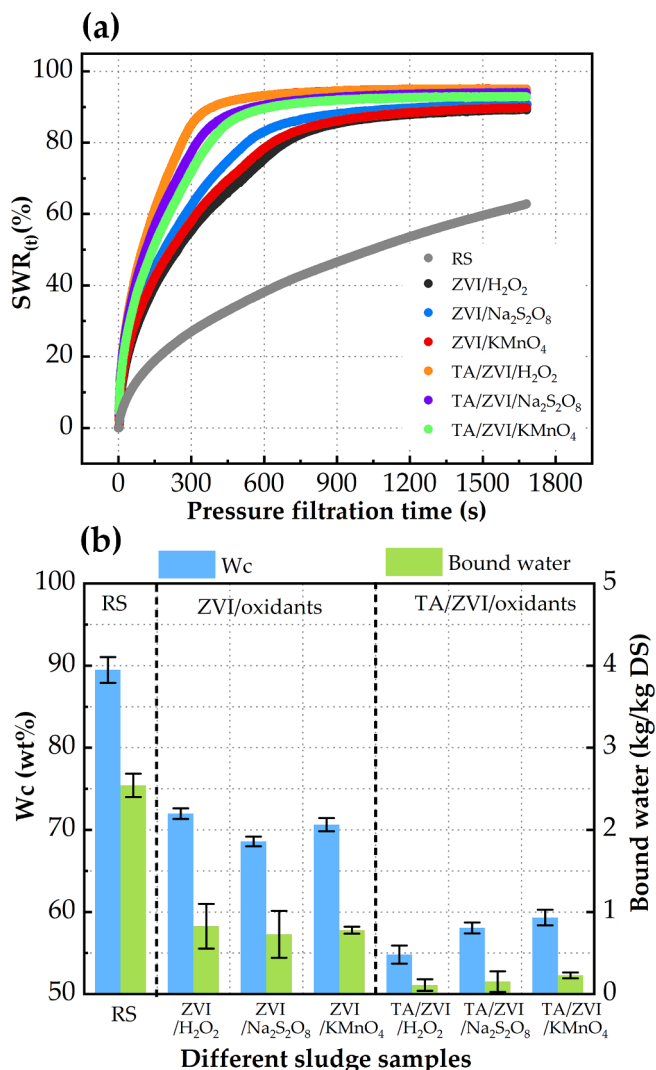 (a)
100
80
60
40
20
0
SWR(t)(%)
RS
ZVI/H₂O₂
ZVI/Na₂S₂O₈
ZVI/KMnO₄
TA/ZVI/H₂O₂
TA/ZVI/Na₂S₂O₈
TA/ZVI/KMnO₄
0 300 600 900 1200 1500 1800
Pressure filtration time (s)
(b)
Wc Bound water
RS ZVI/oxidants TA/ZVI/oxidants
100
90
80
70
60
50
Wc (wt%)
5
4
3
2
1
0
Bound water (kg/kg DS)
RS
ZVI
/H₂O₂
ZVI
/Na₂S₂O₈
ZVI
/KMnO₄
TA/ZVI
/H₂O₂
TA/ZVI
/Na₂S₂O₈
TA/ZVI
/KMnO₄
Different sludge samples